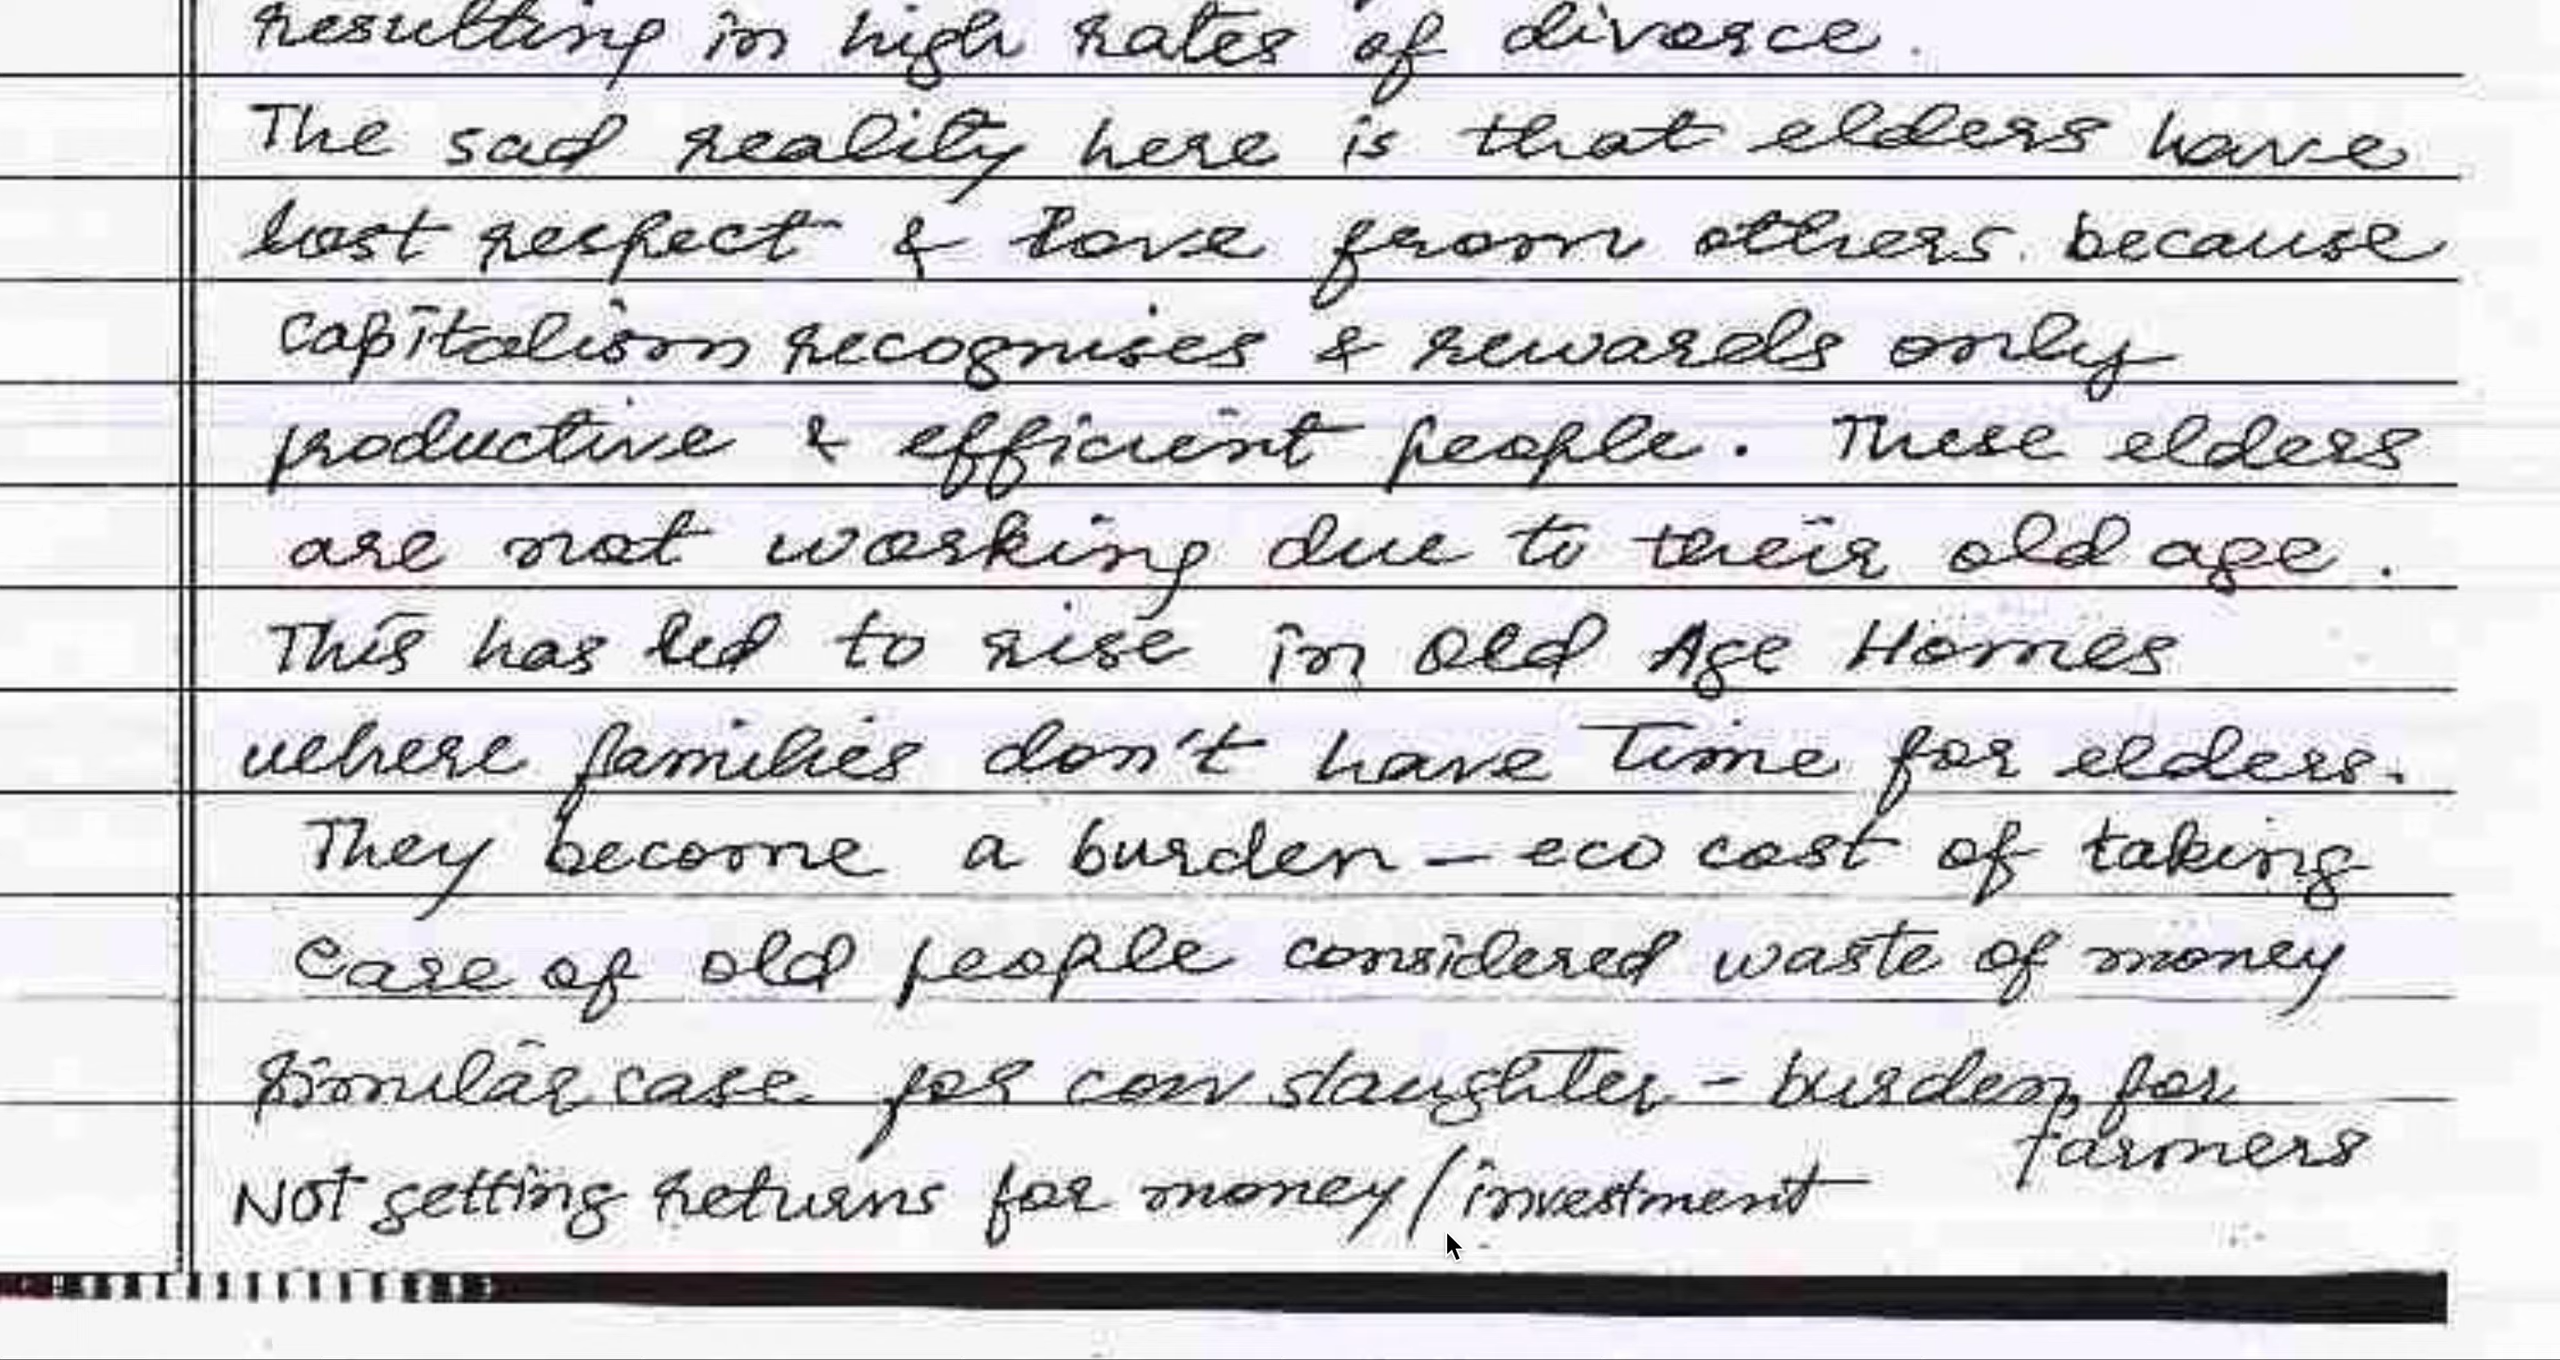 resulting in high rates of divorce.
The sad reality here is that elders have
lost respect & love from others. because
capitalism recognises & rewards only
productive & efficient people. These elders
are not working due to their old age.
This has led to rise in Old Age Homes
where families don't have time for elders.
They become a burden - eco cost of taking
care of old people considered waste of money
similar case for cow slaughter - burden for
farmers
Not getting returns for money/investment